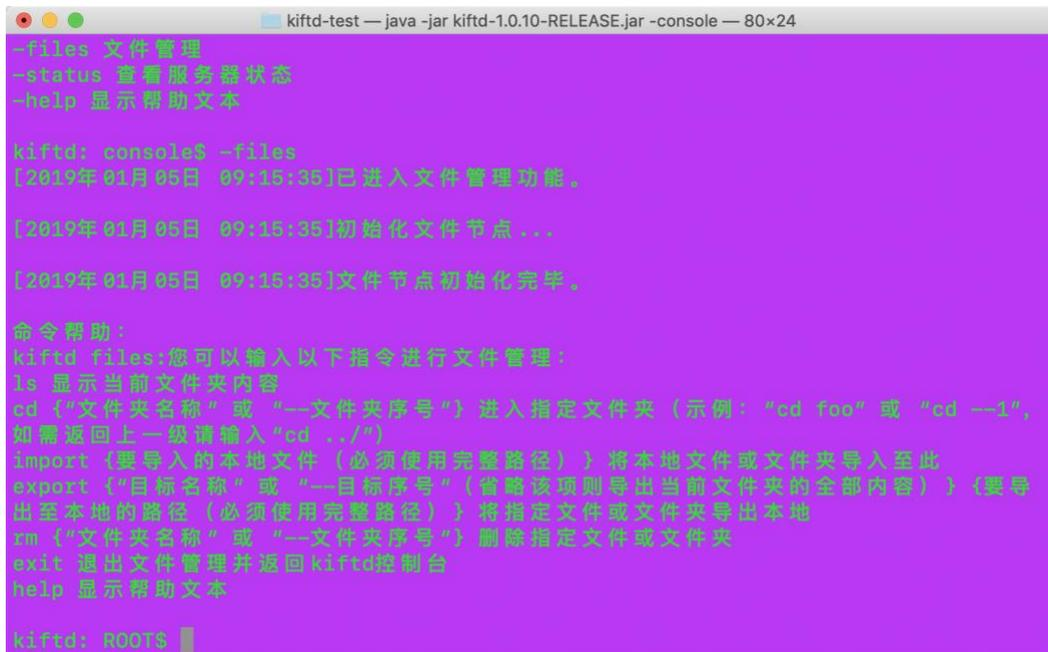 kiftd-test — java -jar kiftd-1.0.10-RELEASE.jar -console — 80×24
-files 文件管理
-status 查看服务器状态
-help 显示帮助文本
kiftd: console$ -files
[2019年01月05日 09:15:35]已进入文件管理功能。
[2019年01月05日 09:15:35]初始化文件节点...
[2019年01月05日 09:15:35]文件节点初始化完毕。
命令帮助：
kiftd files:您可以输入以下指令进行文件管理：
ls 显示当前文件夹内容
cd {“文件夹名称” 或 “--文件夹序号”} 进入指定文件夹（示例：“cd foo” 或 “cd --1”，
如需返回上一级请输入“cd ../”）
import {要导入的本地文件（必须使用完整路径）} 将本地文件或文件夹导入至此
export {“目标名称” 或 “--目标序号”（省略该项则导出当前文件夹的全部内容）} {要导
出至本地的路径（必须使用完整路径）} 将指定文件或文件夹导出本地
rm {“文件夹名称” 或 “--文件夹序号”} 删除指定文件或文件夹
exit 退出文件管理并返回kiftd控制台
help 显示帮助文本
kiftd: ROOT$